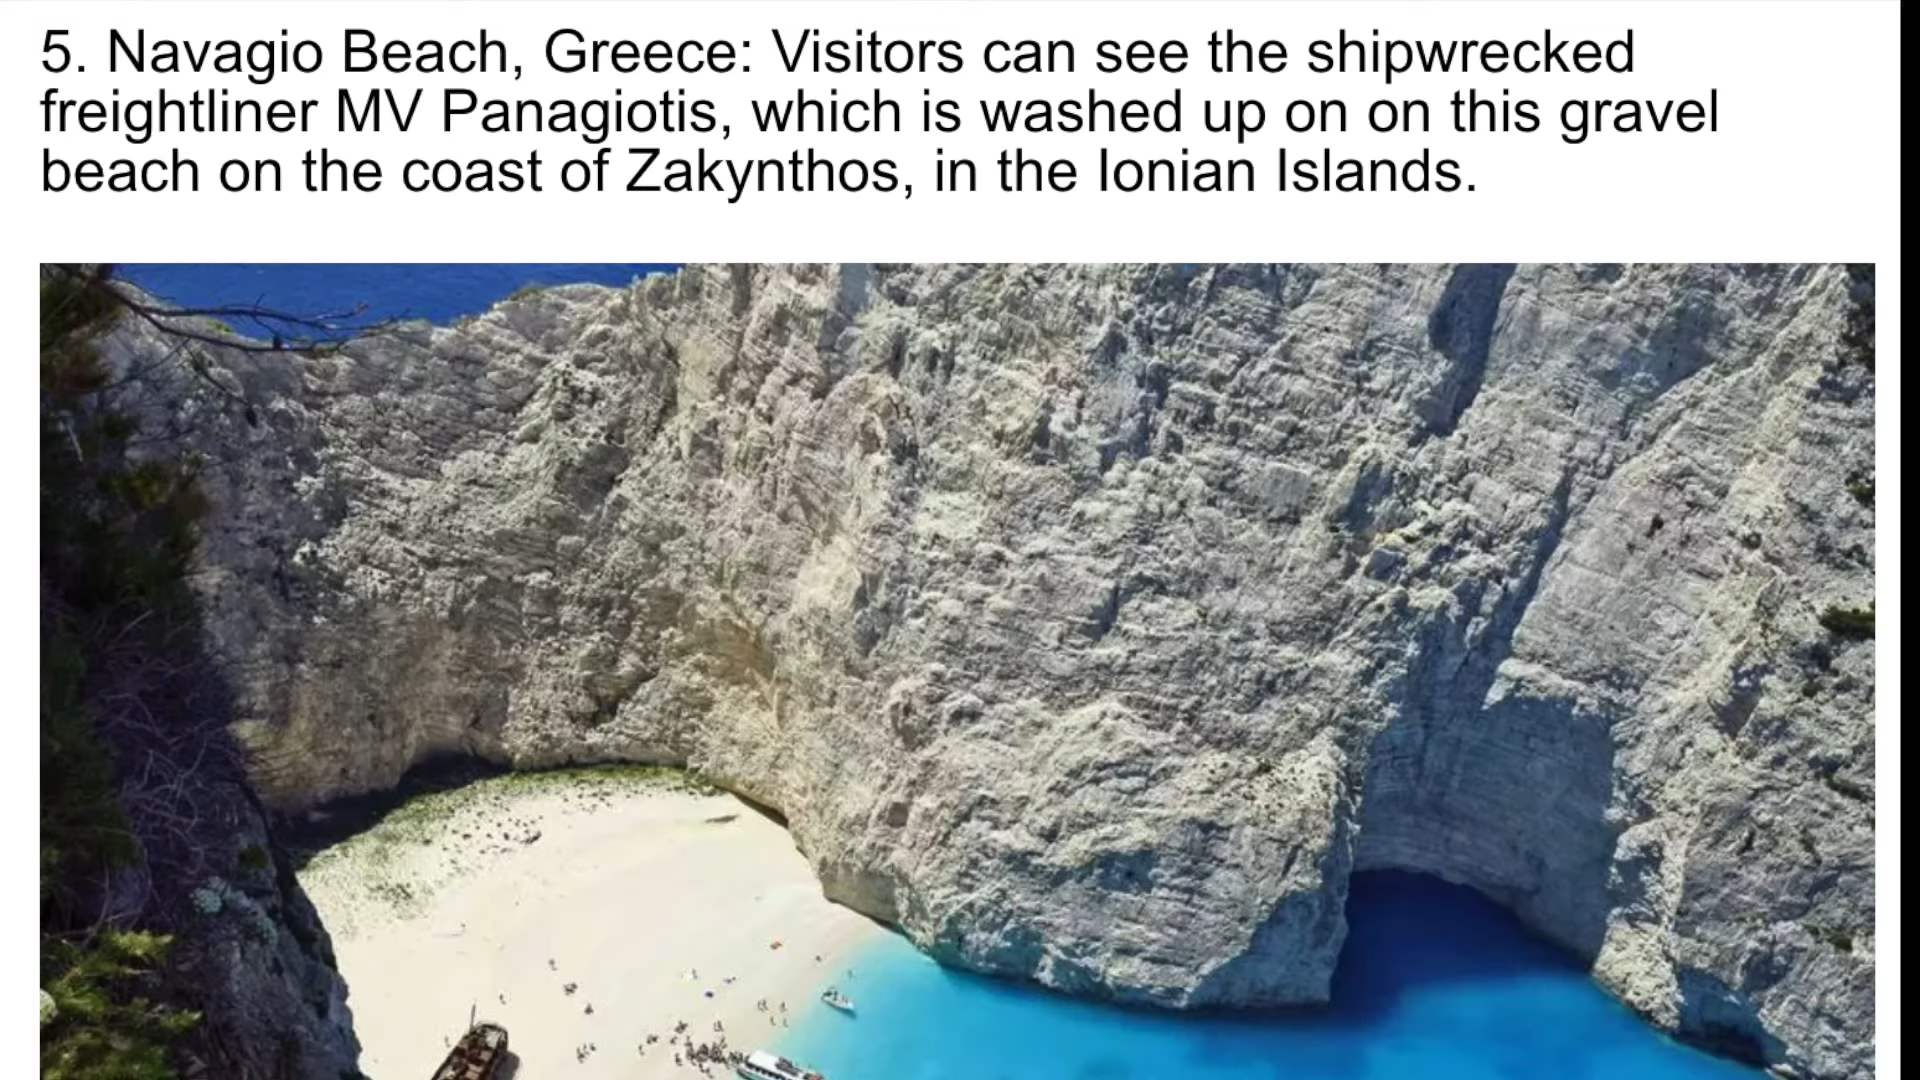 5. Navagio Beach, Greece: Visitors can see the shipwrecked
freightliner MV Panagiotis, which is washed up on on this gravel
beach on the coast of Zakynthos, in the Ionian Islands.